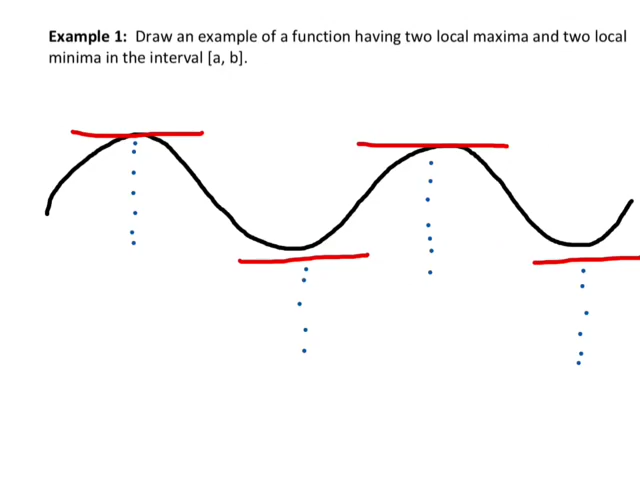 Example 1: Draw an example of a function having two local maxima and two local
minima in the interval [a, b].